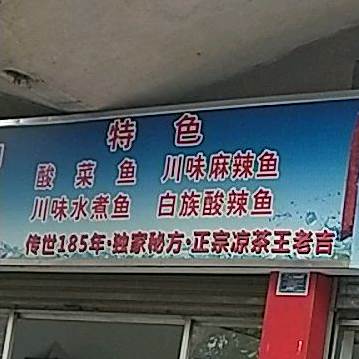 特色
酸菜鱼 川味麻辣鱼
川味水煮鱼 白族酸辣鱼
传世185年·独家秘方·正宗凉茶王老吉